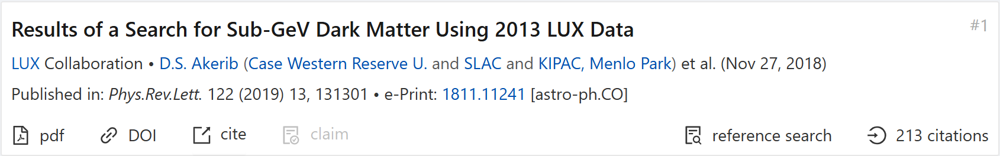 Results of a Search for Sub-GeV Dark Matter Using 2013 LUX Data #1
LUX Collaboration • D.S. Akerib (Case Western Reserve U. and SLAC and KIPAC, Menlo Park) et al. (Nov 27, 2018)
Published in: Phys.Rev.Lett. 122 (2019) 13, 131301 • e-Print: 1811.11241 [astro-ph.CO]
pdf DOI cite claim reference search 213 citations